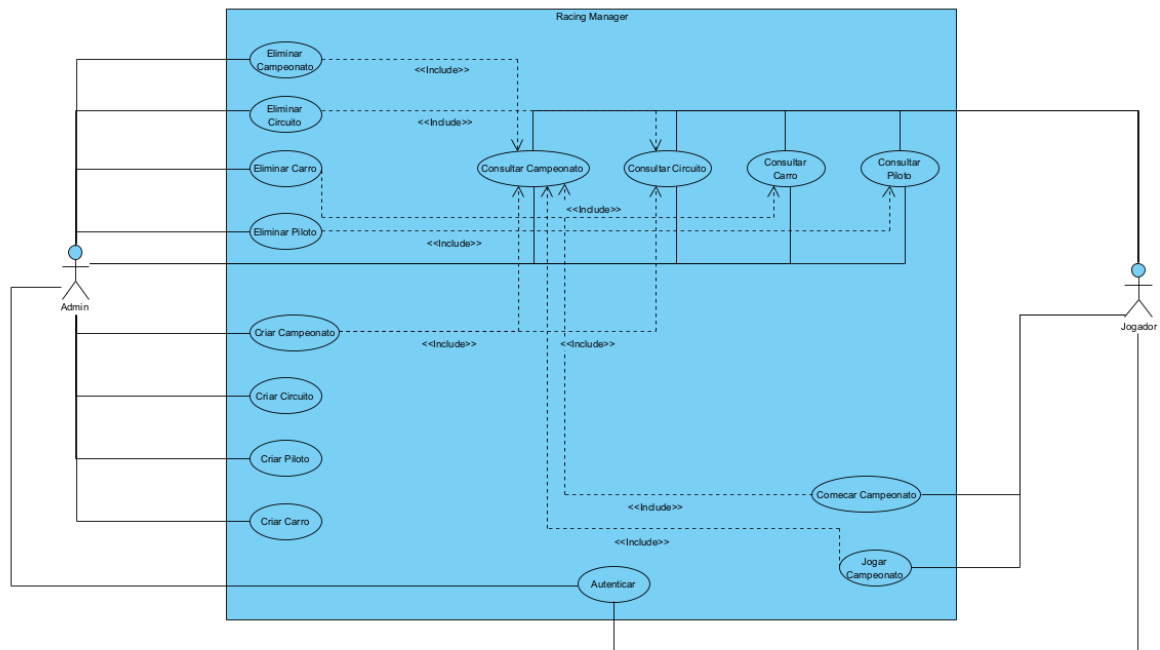 Racing Manager
Eliminar
Campeonato
<<Include>>
Eliminar
Circuito
<<Include>>
Eliminar Carro
Consultar Campeonato
Consultar Circuito
Consultar
Carro
Consultar
Piloto
<<Include>>
Eliminar Piloto
<<Include>>
Admin
Jogador
Criar Campeonato
<<Include>>
<<Include>>
Criar Circuito
Criar Piloto
Comecar Campeonato
<<Include>>
Criar Carro
<<Include>>
Jogar
Campeonato
Autenticar